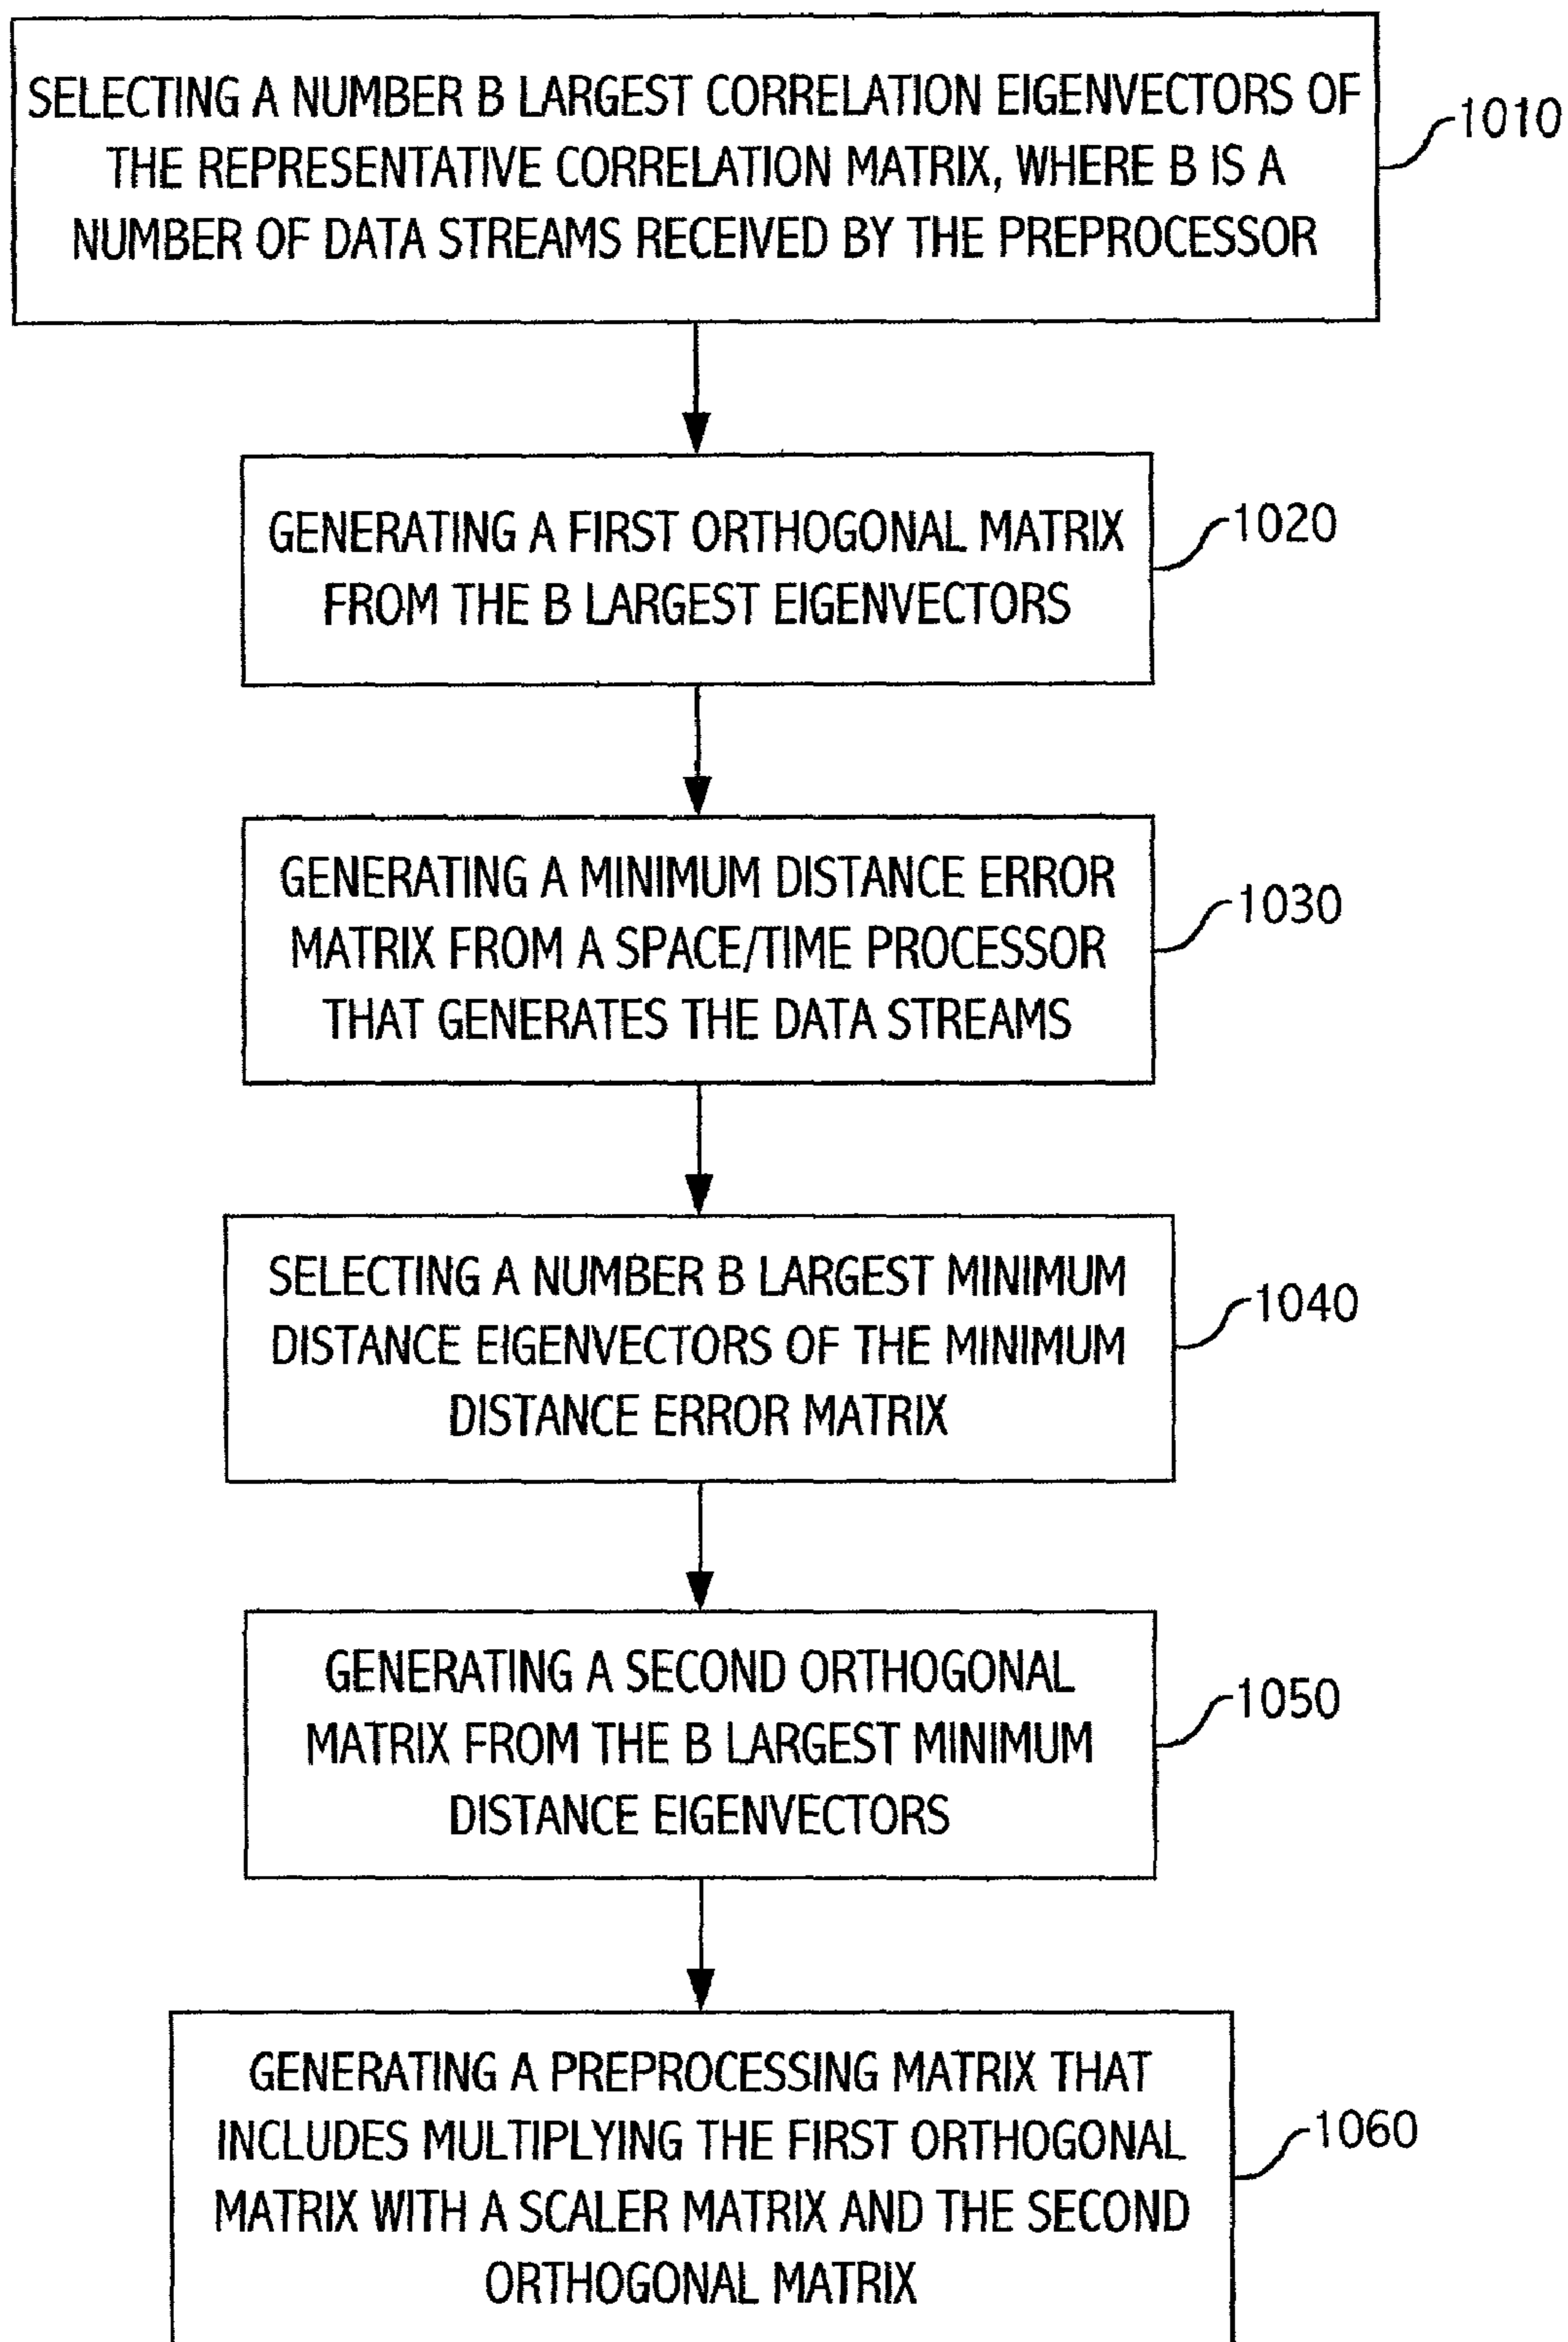 SELECTING A NUMBER B LARGEST CORRELATION EIGENVECTORS OF
THE REPRESENTATIVE CORRELATION MATRIX, WHERE B IS A
NUMBER OF DATA STREAMS RECEIVED BY THE PREPROCESSOR
1010
GENERATING A FIRST ORTHOGONAL MATRIX
FROM THE B LARGEST EIGENVECTORS
1020
GENERATING A MINIMUM DISTANCE ERROR
MATRIX FROM A SPACE/TIME PROCESSOR
THAT GENERATES THE DATA STREAMS
1030
SELECTING A NUMBER B LARGEST MINIMUM
DISTANCE EIGENVECTORS OF THE MINIMUM
DISTANCE ERROR MATRIX
1040
GENERATING A SECOND ORTHOGONAL
MATRIX FROM THE B LARGEST MINIMUM
DISTANCE EIGENVECTORS
1050
GENERATING A PREPROCESSING MATRIX THAT
INCLUDES MULTIPLYING THE FIRST ORTHOGONAL
MATRIX WITH A SCALER MATRIX AND THE SECOND
ORTHOGONAL MATRIX
1060